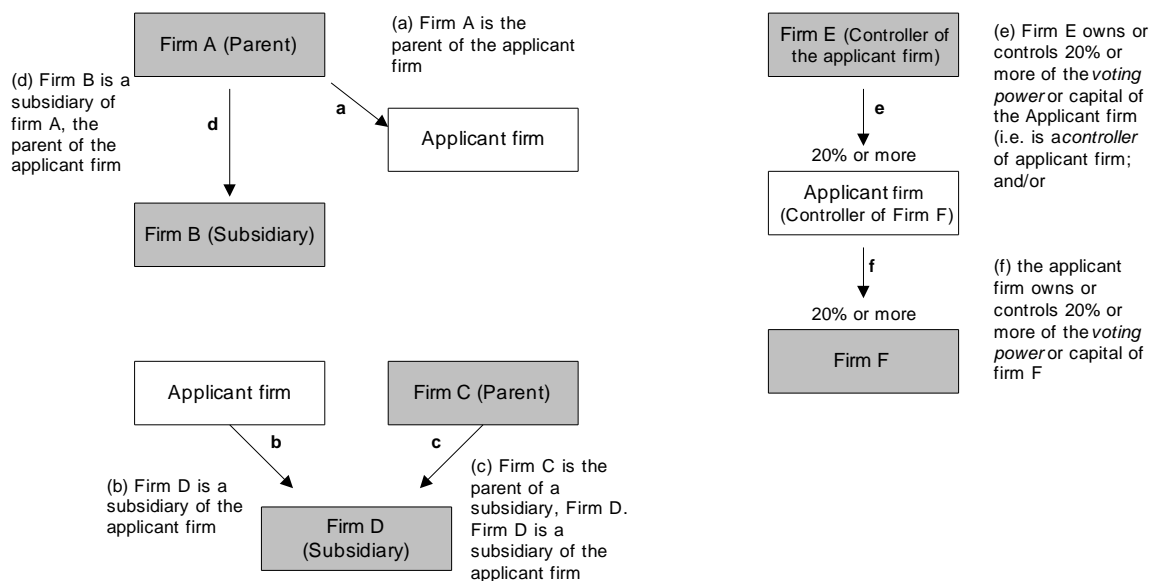 Firm A (Parent)
(a) Firm A is
the parent of the applicant
firm
(d) Firm B is a
subsidiary of
firm A, the
parent of the
applicant firm
d
a
Applicant firm
Firm B (Subsidiary)
Applicant firm
Firm C (Parent)
b
c
(b) Firm D is a
subsidiary of the
applicant firm
(c) Firm C is the
parent of a
subsidiary, Firm D.
Firm D is a
subsidiary of the
applicant firm
Firm D
(Subsidiary)
Firm E (Controller of
the applicant firm)
(e) Firm E owns or
controls 20% or
more of the voting
power or capital of
the Applicant firm
(i.e. is a controller
of applicant firm;
and/or
e
20% or more
Applicant firm
(Controller of Firm F)
f
20% or more
Firm F
(f) the applicant
firm owns or
controls 20% or
more of the voting
power or capital of
firm F